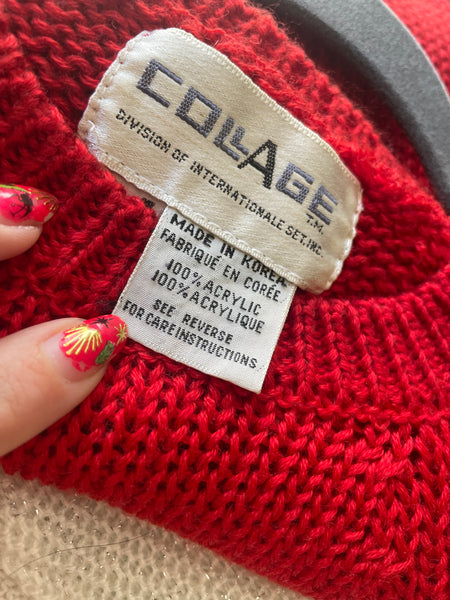 COLLAGE
T.M.
DIVISION OF INTERNATIONALE SET, INC.
MADE IN KOREA
FABRIQUÉ EN CORÉE
100% ACRYLIC
100% ACRYLIQUE
SEE REVERSE
FOR CARE INSTRUCTIONS